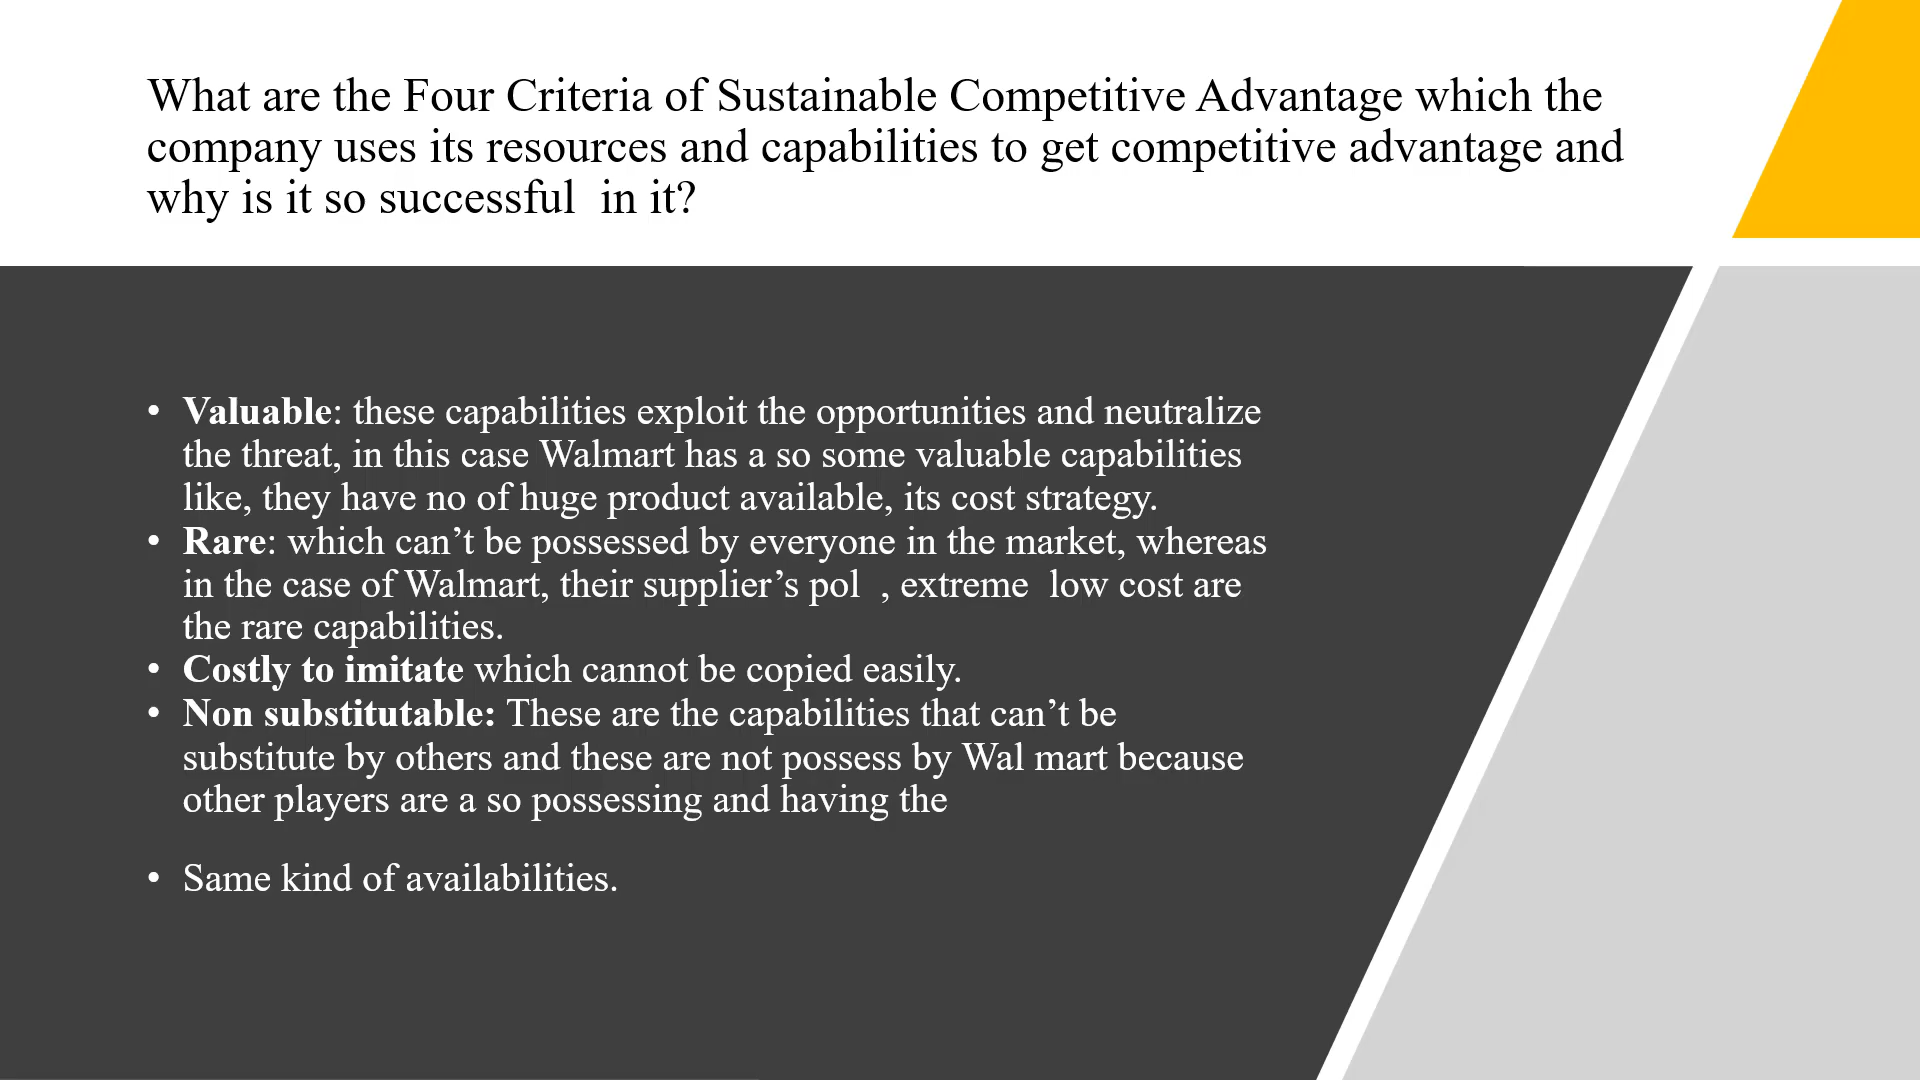 What are the Four Criteria of Sustainable Competitive Advantage which the
company uses its resources and capabilities to get competitive advantage and
why is it so successful  in it?
• Valuable: these capabilities exploit the opportunities and neutralize
the threat, in this case Walmart has a so some valuable capabilities
like, they have no of huge product available, its cost strategy.
• Rare: which can’t be possessed by everyone in the market, whereas
in the case of Walmart, their supplier’s pol  , extreme  low cost are
the rare capabilities.
• Costly to imitate which cannot be copied easily.
• Non substitutable: These are the capabilities that can’t be
substitute by others and these are not possess by Wal mart because
other players are a so possessing and having the
• Same kind of availabilities.